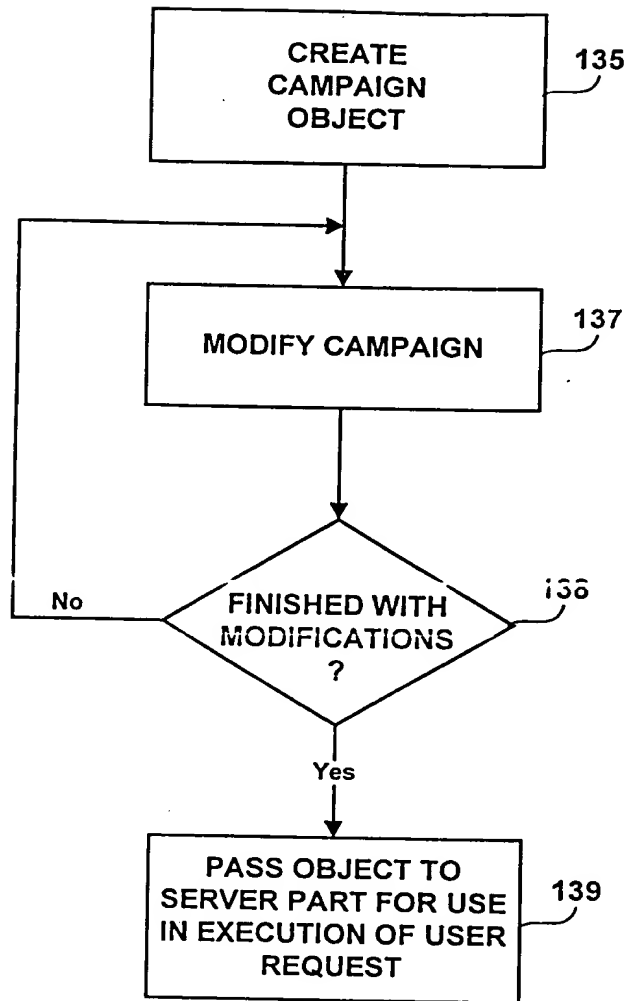 CREATE
CAMPAIGN
OBJECT
135
MODIFY CAMPAIGN
137
FINISHED WITH
MODIFICATIONS
?
138
No
Yes
PASS OBJECT TO
SERVER PART FOR USE
IN EXECUTION OF USER
REQUEST
139